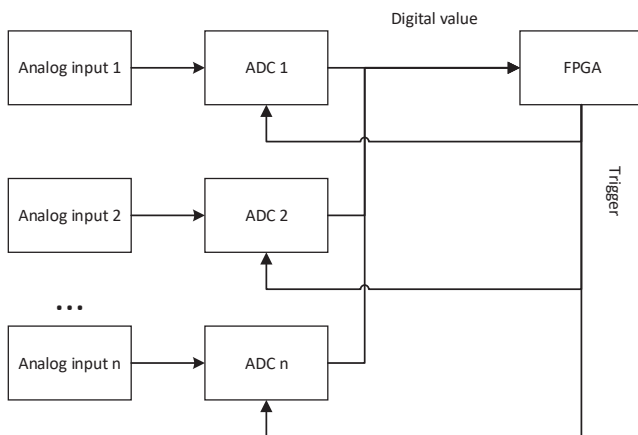 Digital value
Analog input 1
ADC 1
FPGA
Trigger
Analog input 2
ADC 2
...
Analog input n
ADC n